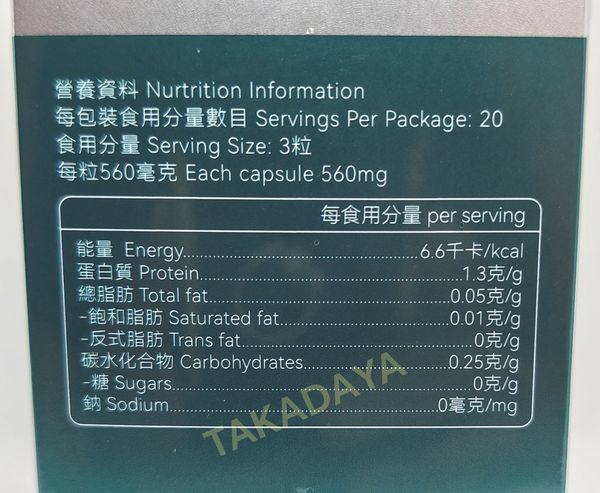 營養資料 Nurtrition Information
每包裝食用分量數目 Servings Per Package: 20
食用分量 Serving Size: 3粒
每粒560毫克 Each capsule 560mg
每食用分量 per serving
能量 Energy........................................6.6千卡/kcal
蛋白質 Protein............................................1.3克/g
總脂肪 Total fat.........................................0.05克/g
-飽和脂肪 Saturated fat............................0.01克/g
-反式脂肪 Trans fat........................................0克/g
碳水化合物 Carbohydrates........................0.25克/g
-糖 Sugars....................................................0克/g
鈉 Sodium..............................................0毫克/mg
TAKADAYA